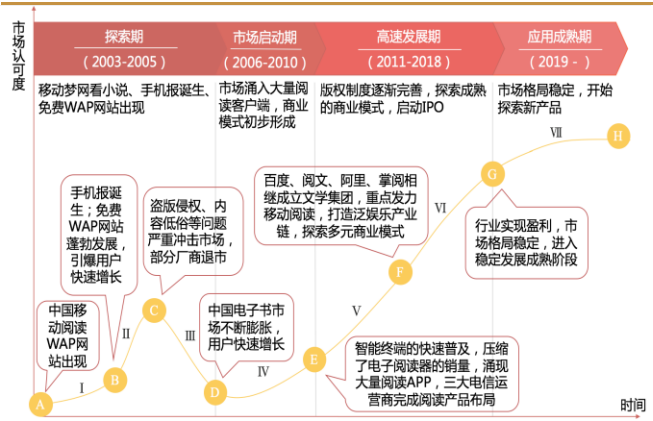 市场认可度
探索期
（2003-2005）
市场启动期
（2006-2010）
高速发展期
（2011-2018）
应用成熟期
（2019 - ）
移动梦网看小说、手机报诞生、
免费WAP网站出现
市场涌入大量阅
读客户端，商业
模式初步形成
版权制度逐渐完善，探索成熟
的商业模式，启动IPO
市场格局稳定，开始
探索新产品
中国移
动阅读
WAP网
站出现
手机报诞
生；免费
WAP网站
蓬勃发展，
引爆用户
快速增长
盗版侵权、内
容低俗等问题
严重冲击市场，
部分厂商退市
中国电子书市
场不断膨胀，
用户快速增长
智能终端的快速普及，压缩
了电子阅读器的销量，涌现
大量阅读APP，三大电信运
营商完成阅读产品布局
百度、阅文、阿里、掌阅相
继成立文学集团，重点发力
移动阅读，打造泛娱乐产业
链，探索多元商业模式
行业实现盈利，市
场格局稳定，进入
稳定发展成熟阶段
A
I
B
II
C
III
D
IV
E
V
F
VI
G
VII
H
时间